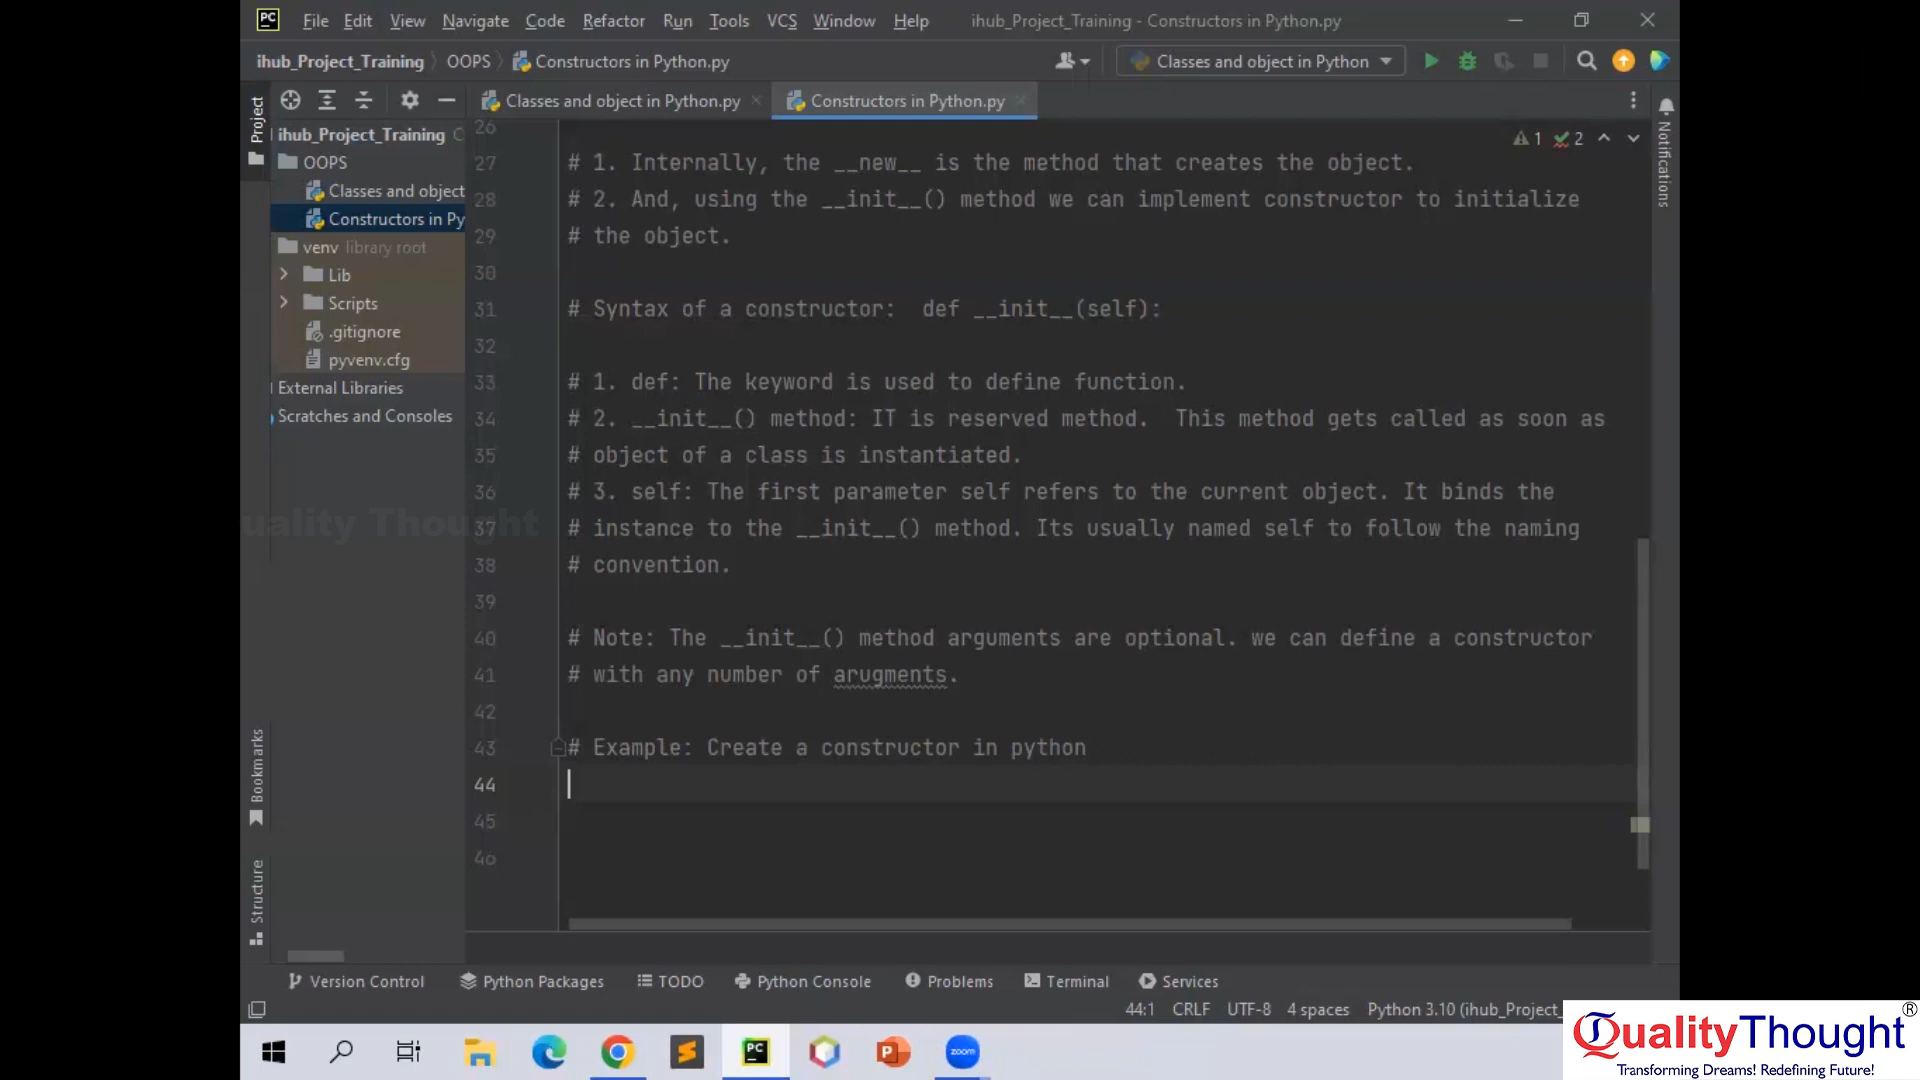 PC File Edit View Navigate Code Refactor Run Tools VCS Window Help ihub_Project_Training - Constructors in Python.py
ihub_Project_Training OOPS Constructors in Python.py Classes and object in Python
Project Classes and object in Python.py Constructors in Python.py
ihub_Project_Training C
OOPS
Classes and object
Constructors in Py
venv library root
Lib
Scripts
.gitignore
pyvenv.cfg
External Libraries
Scratches and Consoles
Bookmarks
Structure
Notifications
1 2
26
27 # 1. Internally, the __new__ is the method that creates the object.
28 # 2. And, using the __init__() method we can implement constructor to initialize
29 # the object.
30
31 # Syntax of a constructor: def __init__(self):
32
33 # 1. def: The keyword is used to define function.
34 # 2. __init__() method: IT is reserved method. This method gets called as soon as
35 # object of a class is instantiated.
36 # 3. self: The first parameter self refers to the current object. It binds the
37 # instance to the __init__() method. Its usually named self to follow the naming
38 # convention.
39
40 # Note: The __init__() method arguments are optional. we can define a constructor
41 # with any number of arugments.
42
43 # Example: Create a constructor in python
44
45
46
uality Thought
Version Control Python Packages TODO Python Console Problems Terminal Services
44:1 CRLF UTF-8 4 spaces Python 3.10 (ihub_Project_
PC P zoom
QualityThought®
Transforming Dreams! Redefining Future!